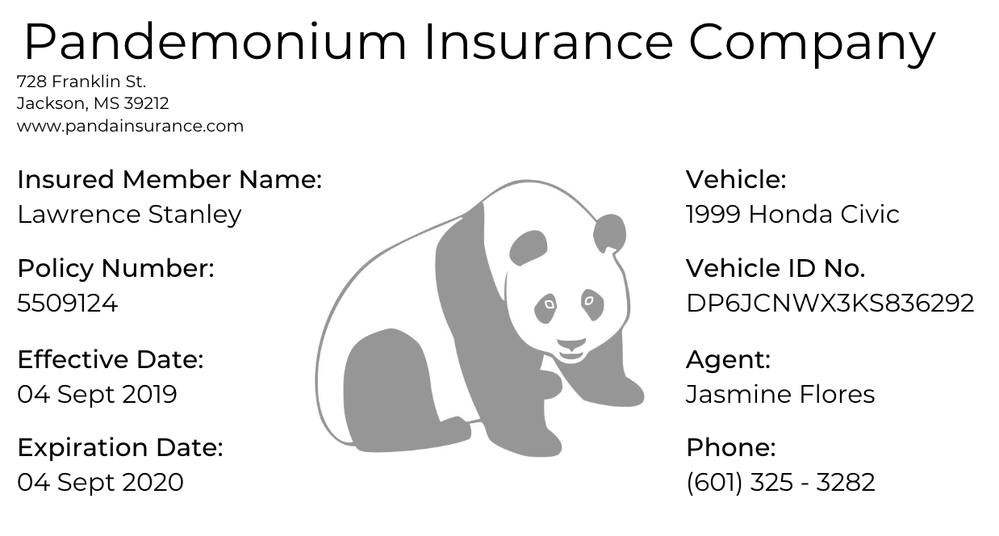 Pandemonium Insurance Company
728 Franklin St.
Jackson, MS 39212
www.pandainsurance.com
Insured Member Name:
Lawrence Stanley
Policy Number:
5509124
Effective Date:
04 Sept 2019
Expiration Date:
04 Sept 2020
Vehicle:
1999 Honda Civic
Vehicle ID No.
DP6JCNWX3KS836292
Agent:
Jasmine Flores
Phone:
(601) 325 - 3282